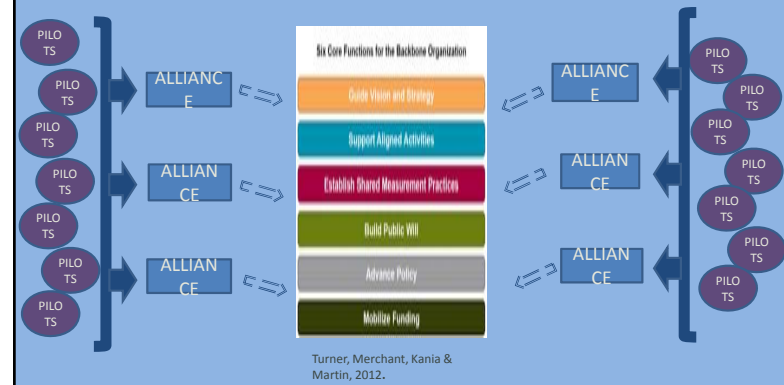 PILO
TS
PILO
TS
PILO
TS
PILO
TS
PILO
TS
PILO
TS
PILO
TS
ALLIANC
E
ALLIAN
CE
ALLIAN
CE
Six Core Functions for the Backbone Organization
Guide Vision and Strategy
Support Aligned Activities
Establish Shared Measurement Practices
Build Public Will
Advance Policy
Mobilize Funding
Turner, Merchant, Kania &
Martin, 2012.
ALLIANC
E
ALLIAN
CE
ALLIAN
CE
PILO
TS
PILO
TS
PILO
TS
PILO
TS
PILO
TS
PILO
TS
PILO
TS